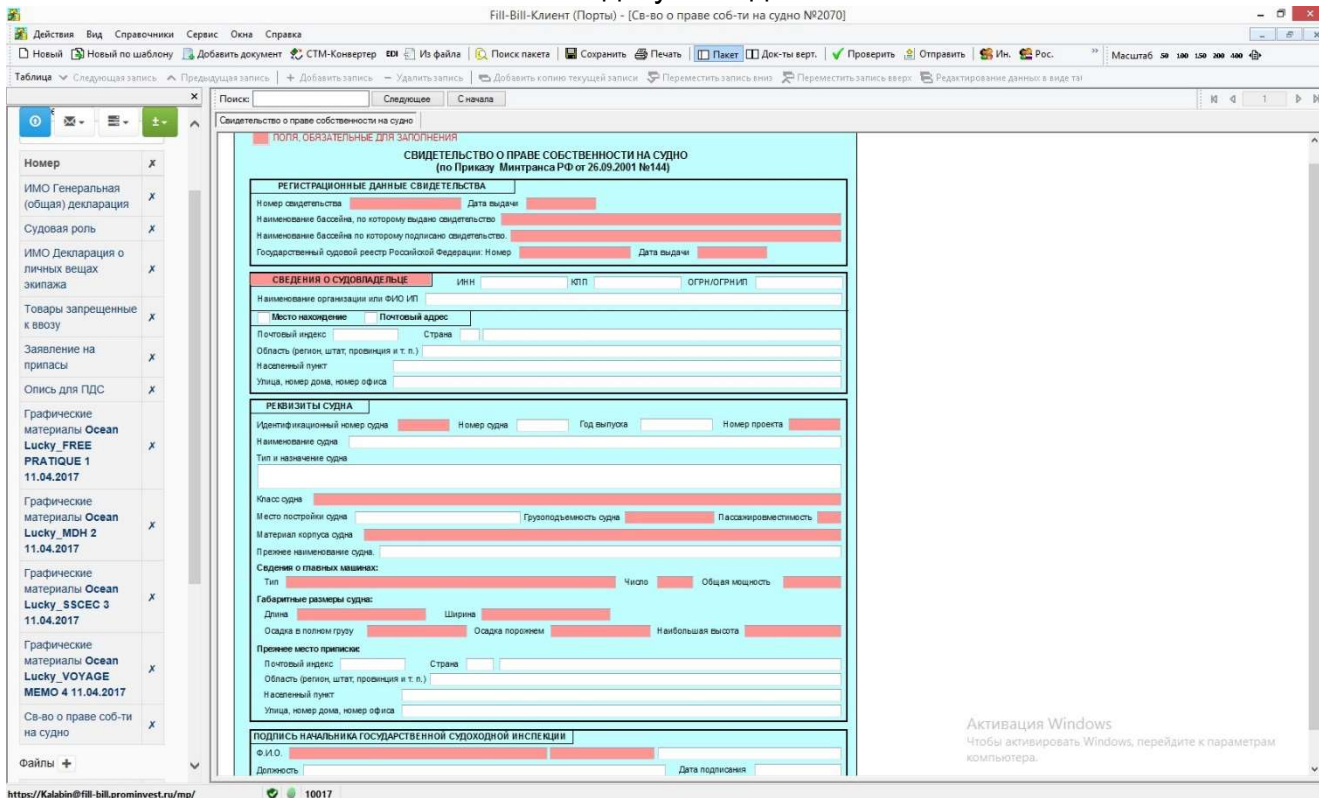 Fill-Bill-Клиент (Порты) - [Св-во о праве соб-ти на судно №2070]
Действия Вид Справочники Сервис Окна Справка
Новый Новый по шаблону Добавить документ СТМ-Конвертер EDI Из файла Поиск пакета Сохранить Печать Пакет Док-ты верт. Проверить Отправить Ин. Рос. » Масштаб 50 100 150 200 400
Таблица Следующая запись Предыдущая запись + Добавить запись − Удалить запись Добавить копию текущей записи Переместить запись вниз Переместить запись вверх Редактирование данных в виде та
Поиск: Следующее С начала 1
Свидетельство о праве собственности на судно
Номер x
ИМО Генеральная
(общая) декларация x
Судовая роль x
ИМО Декларация о
личных вещах x
экипажа
Товары запрещенные
к ввозу x
Заявление на
припасы x
Опись для ПДС x
Графические
материалы Ocean
Lucky_FREE x
PRATIQUE 1
11.04.2017
Графические
материалы Ocean
Lucky_MDH 2 x
11.04.2017
Графические
материалы Ocean
Lucky_SSCEC 3 x
11.04.2017
Графические
материалы Ocean
Lucky_VOYAGE x
MEMO 4 11.04.2017
Св-во о праве соб-ти
на судно x
Файлы +
ПОЛЯ, ОБЯЗАТЕЛЬНЫЕ ДЛЯ ЗАПОЛНЕНИЯ
СВИДЕТЕЛЬСТВО О ПРАВЕ СОБСТВЕННОСТИ НА СУДНО
(по Приказу Минтранса РФ от 26.09.2001 №144)
РЕГИСТРАЦИОННЫЕ ДАННЫЕ СВИДЕТЕЛЬСТВА
Номер свидетельства Дата выдачи
Наименование бассейна, по которому выдано свидетельство
Наименование бассейна по которому подписано свидетельство.
Государственный судовой реестр Российской Федерации: Номер Дата выдачи
СВЕДЕНИЯ О СУДОВЛАДЕЛЬЦЕ ИНН КПП ОГРН/ОГРНИП
Наименование организации или ФИО ИП
Место нахождение Почтовый адрес
Почтовый индекс Страна
Область (регион, штат, провинция и т. п.)
Населенный пункт
Улица, номер дома, номер офиса
РЕКВИЗИТЫ СУДНА
Идентификационный номер судна Номер судна Год выпуска Номер проекта
Наименование судна
Тип и назначение судна
Класс судна
Место постройки судна Грузоподъемность судна Пассажировместимость
Материал корпуса судна
Прежнее наименование судна.
Сведения о главных машинах:
Тип Число Общая мощность
Габаритные размеры судна:
Длина Ширина
Осадка в полном грузу Осадка порожнем Наибольшая высота
Прежнее место приписки:
Почтовый индекс Страна
Область (регион, штат, провинция и т. п.)
Населенный пункт
Улица, номер дома, номер офиса
ПОДПИСЬ НАЧАЛЬНИКА ГОСУДАРСТВЕННОЙ СУДОХОДНОЙ ИНСПЕКЦИИ
Ф.И.О.
Должность Дата подписания
Активация Windows
Чтобы активировать Windows, перейдите к параметрам
компьютера.
https://Kalabin@fill-bill.prominvest.ru/mp/ 10017